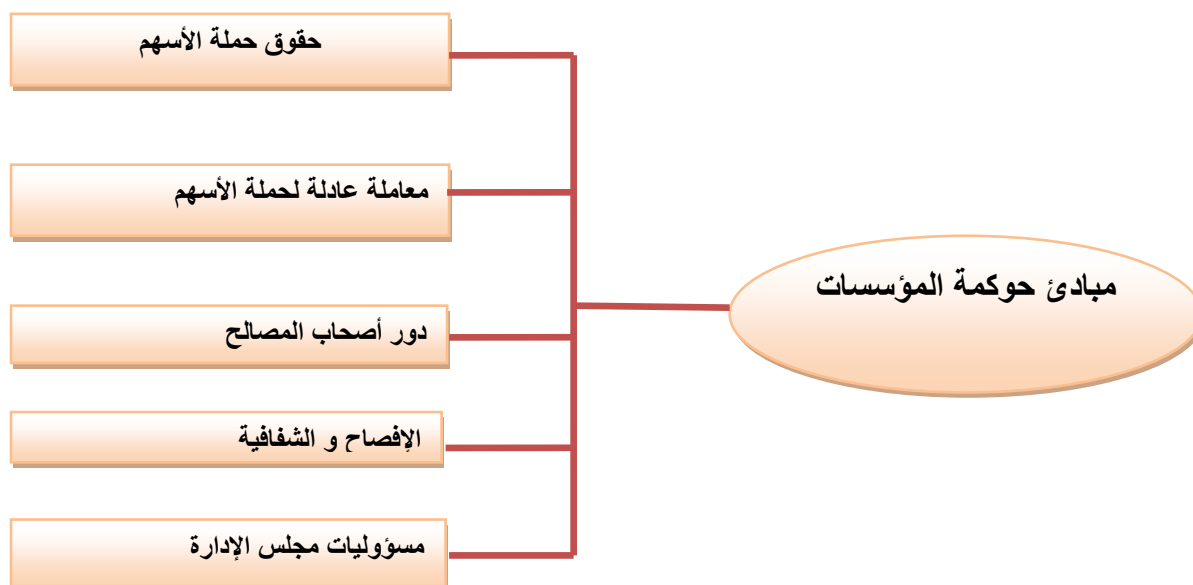 مبادئ حوكمة المؤسسات
حقوق حملة الأسهم
معاملة عادلة لحملة الأسهم
دور أصحاب المصالح
الإفصاح و الشفافية
مسؤوليات مجلس الإدارة